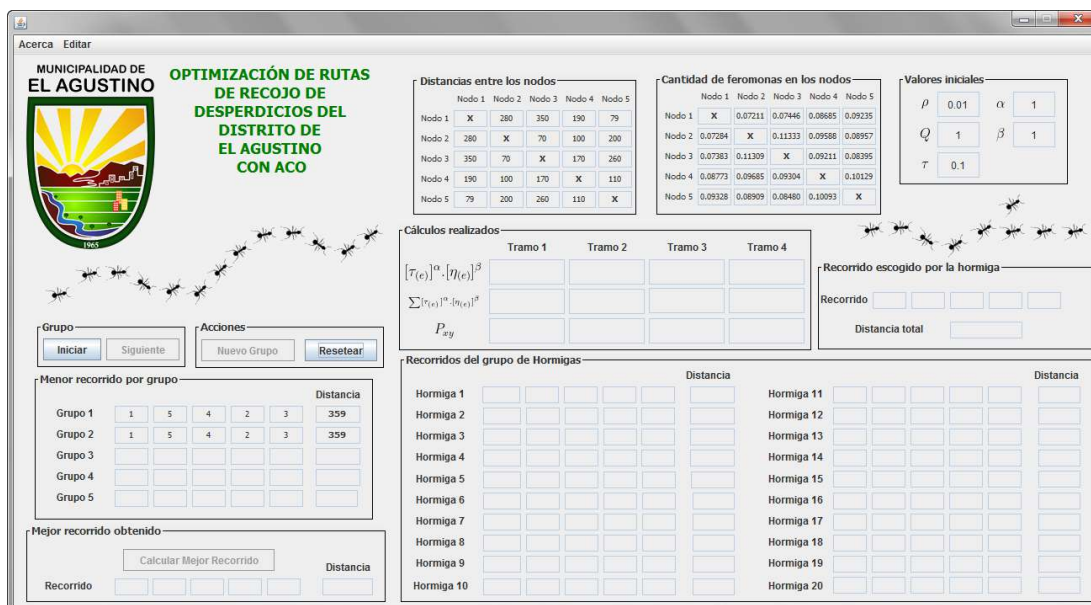 Acerca Editar
MUNICIPALIDAD DE
EL AGUSTINO
1965
OPTIMIZACIÓN DE RUTAS
DE RECOJO DE
DESPERDICIOS DEL
DISTRITO DE
EL AGUSTINO
CON ACO
Distancias entre los nodos
Nodo 1 Nodo 2 Nodo 3 Nodo 4 Nodo 5
Nodo 1 X 280 350 190 79
Nodo 2 280 X 70 100 200
Nodo 3 350 70 X 170 260
Nodo 4 190 100 170 X 110
Nodo 5 79 200 260 110 X
Cantidad de feromonas en los nodos
Nodo 1 Nodo 2 Nodo 3 Nodo 4 Nodo 5
Nodo 1 X 0.07211 0.07446 0.08685 0.09235
Nodo 2 0.07284 X 0.11333 0.09588 0.08957
Nodo 3 0.07383 0.11309 X 0.09211 0.08395
Nodo 4 0.08773 0.09685 0.09304 X 0.10129
Nodo 5 0.09328 0.08909 0.08480 0.10093 X
Valores iniciales
ρ 0.01 α 1
Q 1 β 1
τ 0.1
Cálculos realizados
Tramo 1 Tramo 2 Tramo 3 Tramo 4
[τ(e)]^α.[η(e)]^β
∑[τ(e)]^α.[η(e)]^β
Pxy
Recorrido escogido por la hormiga
Recorrido
Distancia total
Grupo
Iniciar Siguiente
Acciones
Nuevo Grupo Resetear
Menor recorrido por grupo
Distancia
Grupo 1 1 5 4 2 3 359
Grupo 2 1 5 4 2 3 359
Grupo 3
Grupo 4
Grupo 5
Mejor recorrido obtenido
Calcular Mejor Recorrido Distancia
Recorrido
Recorridos del grupo de Hormigas
Distancia Distancia
Hormiga 1 Hormiga 11
Hormiga 2 Hormiga 12
Hormiga 3 Hormiga 13
Hormiga 4 Hormiga 14
Hormiga 5 Hormiga 15
Hormiga 6 Hormiga 16
Hormiga 7 Hormiga 17
Hormiga 8 Hormiga 18
Hormiga 9 Hormiga 19
Hormiga 10 Hormiga 20